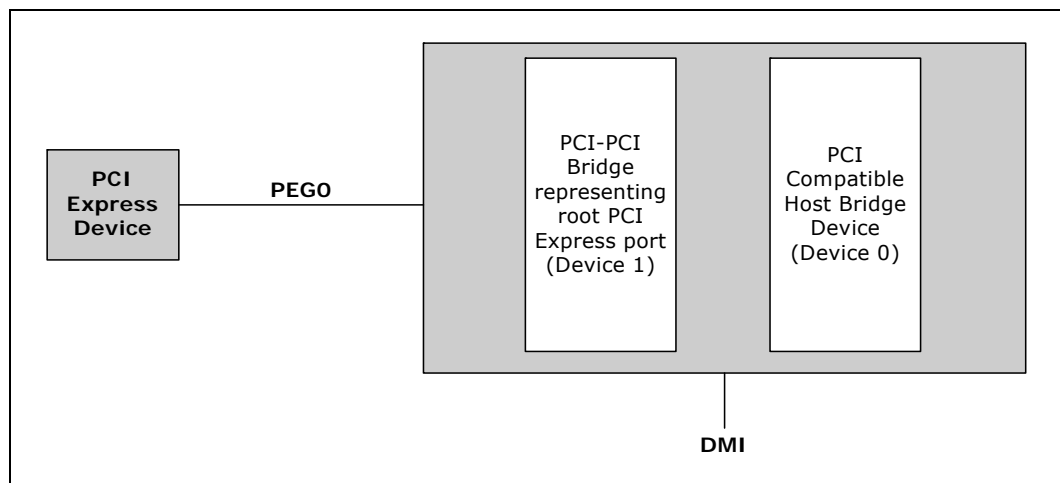 PCI
Express
Device
PEG0
PCI-PCI
Bridge
representing
root PCI
Express port
(Device 1)
PCI
Compatible
Host Bridge
Device
(Device 0)
DMI